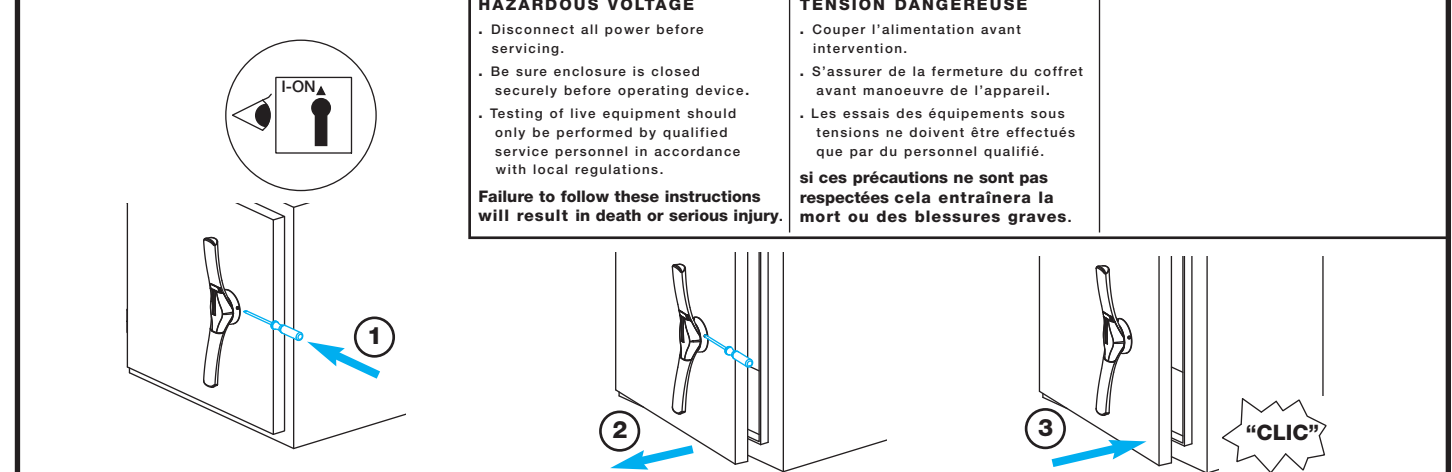 HAZARDOUS VOLTAGE
. Disconnect all power before
servicing.
. Be sure enclosure is closed
securely before operating device.
. Testing of live equipment should
only be performed by qualified
service personnel in accordance
with local regulations.
Failure to follow these instructions
will result in death or serious injury.
TENSION DANGEREUSE
. Couper l'alimentation avant
intervention.
. S'assurer de la fermeture du coffret
avant manoeuvre de l'appareil.
. Les essais des équipements sous
tensions ne doivent être effectués
que par du personnel qualifié.
si ces précautions ne sont pas
respectées cela entraînera la
mort ou des blessures graves.
I-ON
1
2
3
"CLIC"